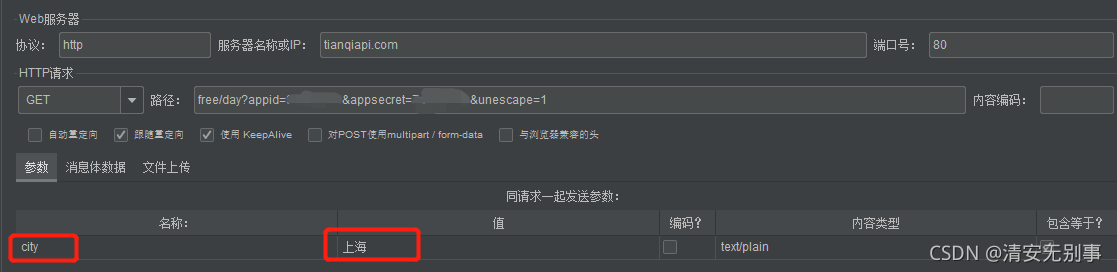 Web服务器
协议: http 服务器名称或IP: tianqiapi.com 端口号: 80
HTTP请求
GET 路径: free/day?appid= &appsecret= &unescape=1 内容编码:
自动重定向 跟随重定向 使用 KeepAlive 对POST使用multipart / form-data 与浏览器兼容的头
参数 消息体数据 文件上传
同请求一起发送参数:
名称: 值 编码? 内容类型 包含等于?
city 上海 text/plain
CSDN @清安无别事